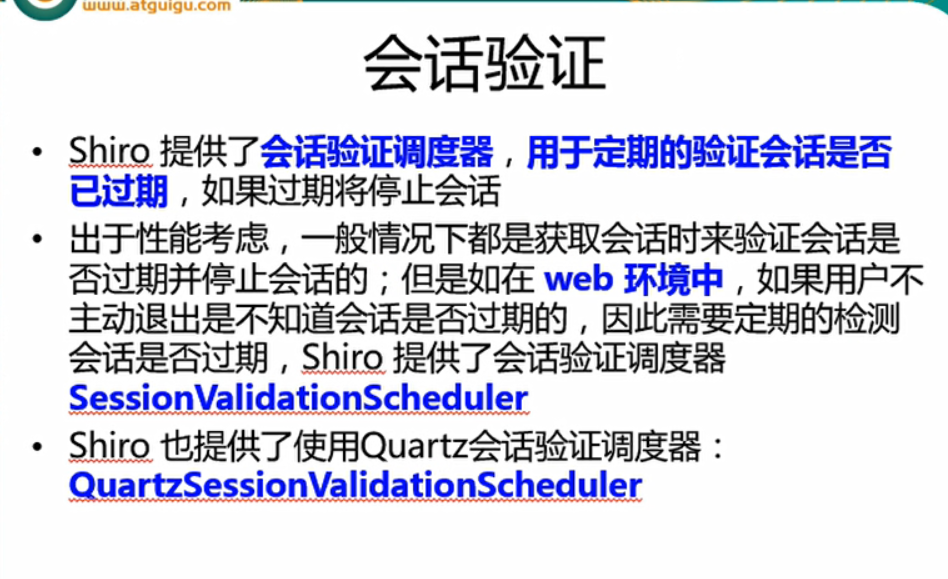 www.atguigu.com
会话验证
• Shiro 提供了会话验证调度器，用于定期的验证会话是否
已过期，如果过期将停止会话
• 出于性能考虑，一般情况下都是获取会话时来验证会话是
否过期并停止会话的；但是如在 web 环境中，如果用户不
主动退出是不知道会话是否过期的，因此需要定期的检测
会话是否过期，Shiro 提供了会话验证调度器
SessionValidationScheduler
• Shiro 也提供了使用Quartz会话验证调度器：
QuartzSessionValidationScheduler